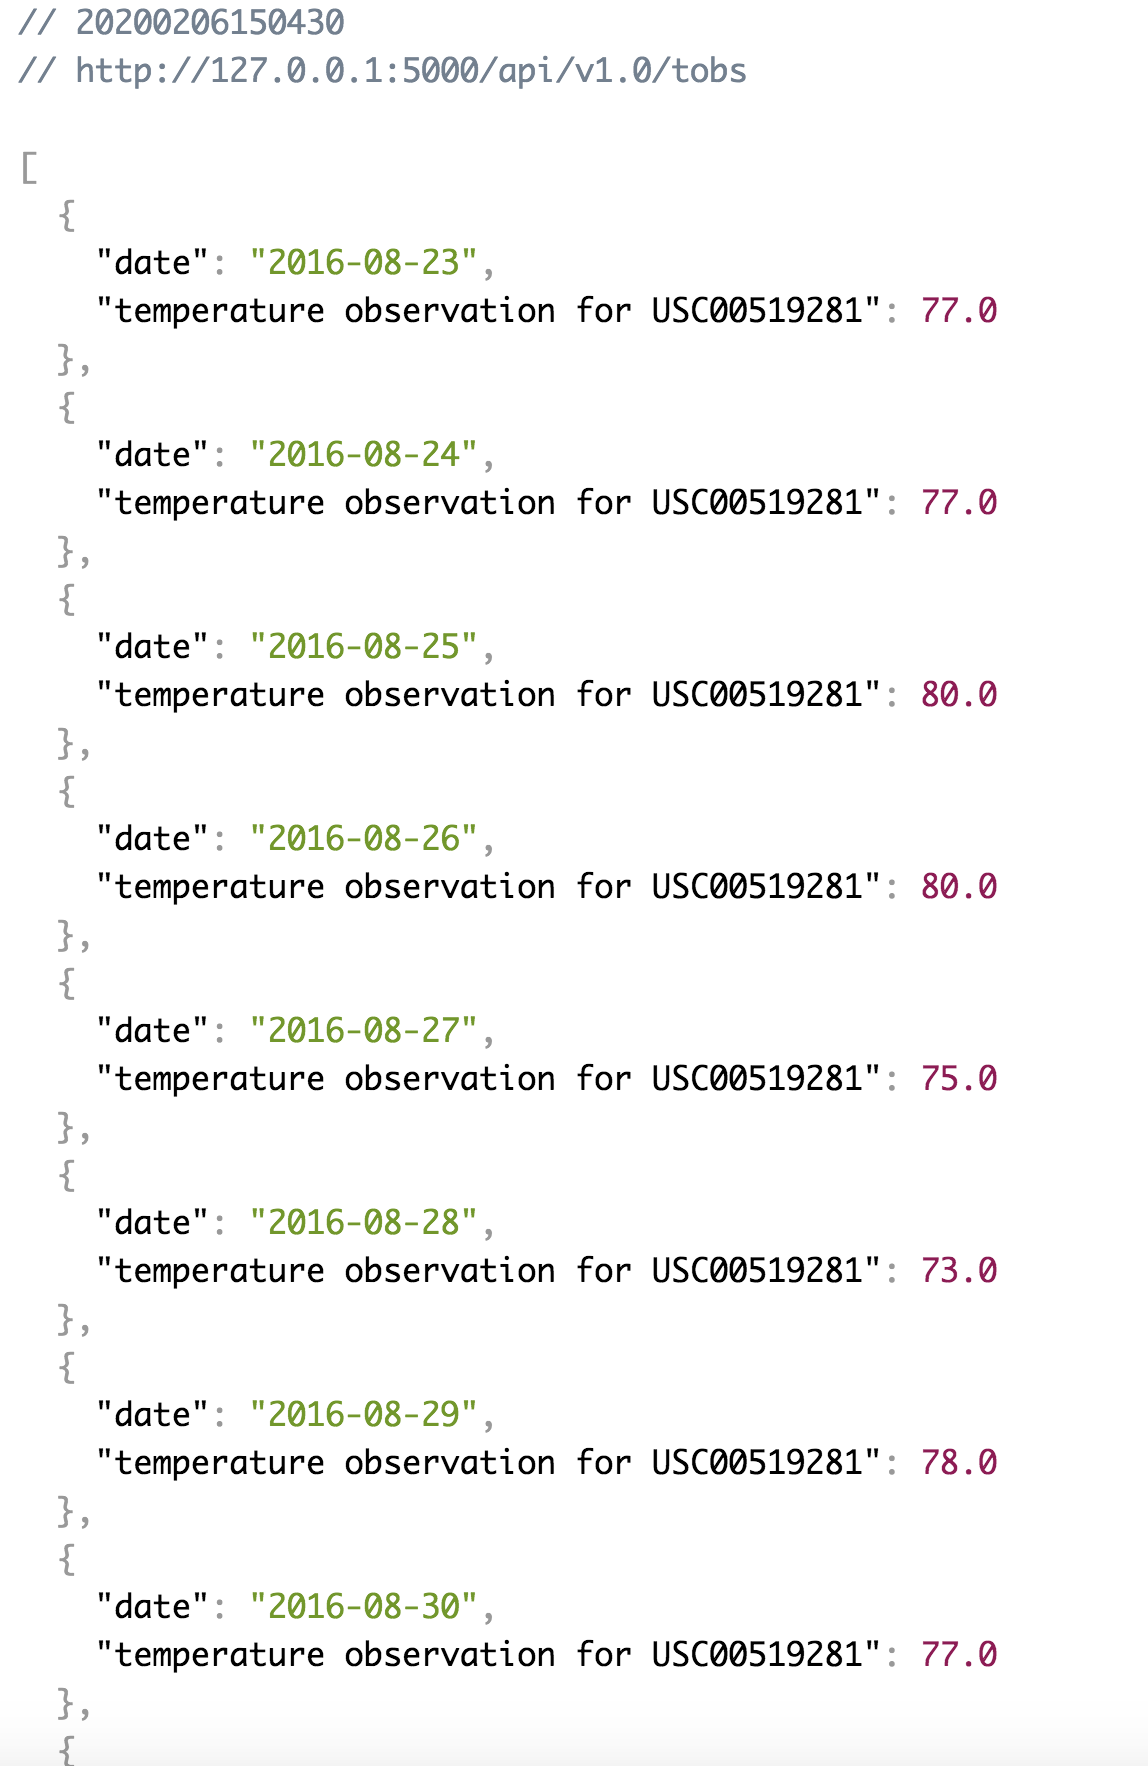 // 20200206150430
// http://127.0.0.1:5000/api/v1.0/tobs
[
{
"date": "2016-08-23",
"temperature observation for USC00519281": 77.0
},
{
"date": "2016-08-24",
"temperature observation for USC00519281": 77.0
},
{
"date": "2016-08-25",
"temperature observation for USC00519281": 80.0
},
{
"date": "2016-08-26",
"temperature observation for USC00519281": 80.0
},
{
"date": "2016-08-27",
"temperature observation for USC00519281": 75.0
},
{
"date": "2016-08-28",
"temperature observation for USC00519281": 73.0
},
{
"date": "2016-08-29",
"temperature observation for USC00519281": 78.0
},
{
"date": "2016-08-30",
"temperature observation for USC00519281": 77.0
},
{